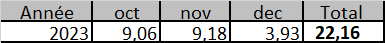 Année oct nov dec Total
2023 9,06 9,18 3,93 22,16